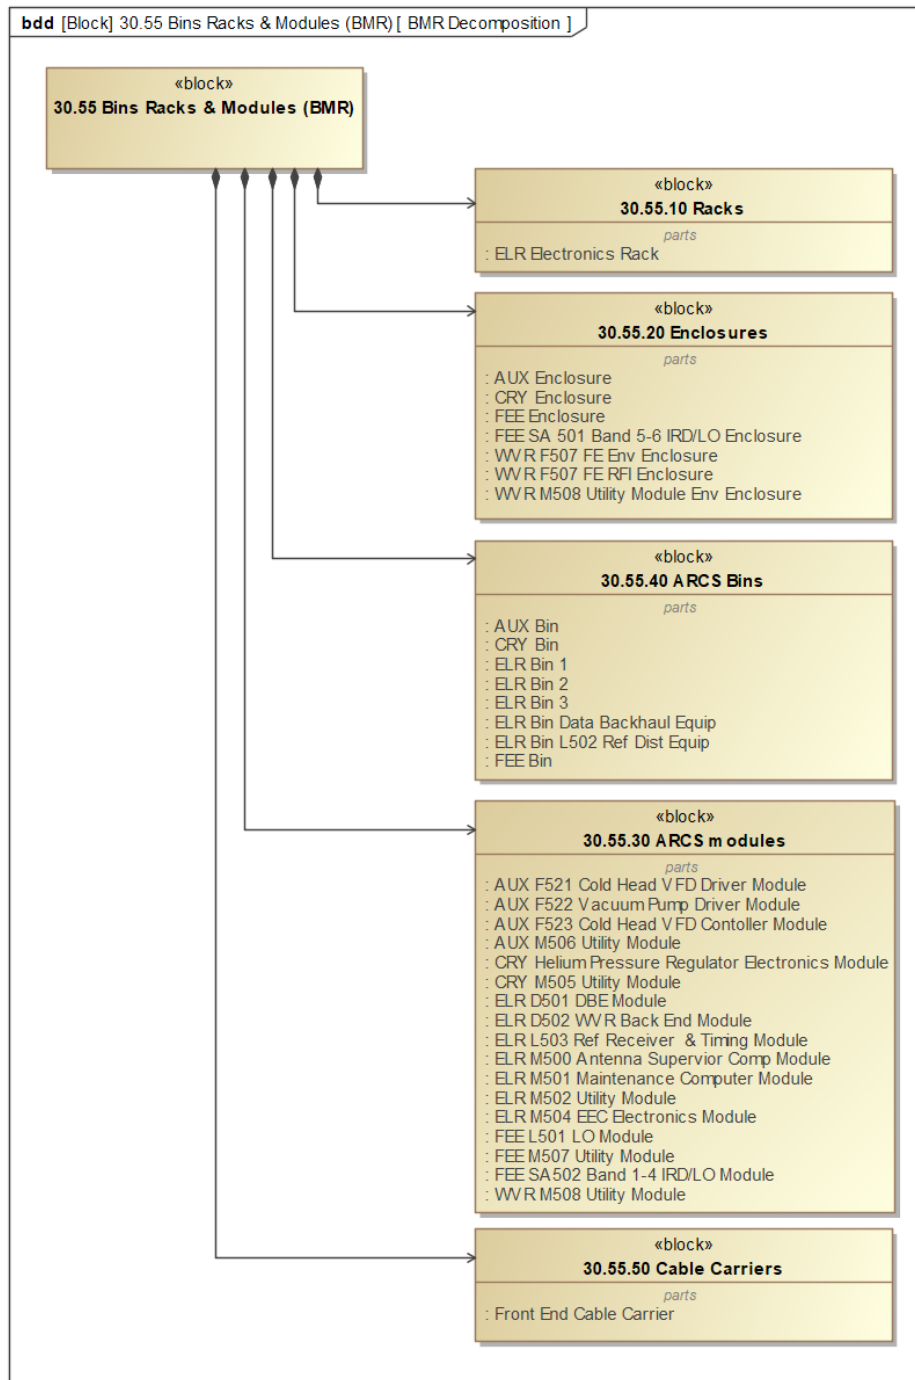 bdd [Block] 30.55 Bins Racks & Modules (BMR) [ BMR Decomposition ]
«block»
30.55 Bins Racks & Modules (BMR)
«block»
30.55.10 Racks
parts
: ELR Electronics Rack
«block»
30.55.20 Enclosures
parts
: AUX Enclosure
: CRY Enclosure
: FEE Enclosure
: FEE SA 501 Band 5-6 IRD/LO Enclosure
: WVR F507 FE Env Enclosure
: WVR F507 FE RFI Enclosure
: WVR M508 Utility Module Env Enclosure
«block»
30.55.40 ARCS Bins
parts
: AUX Bin
: CRY Bin
: ELR Bin 1
: ELR Bin 2
: ELR Bin 3
: ELR Bin Data Backhaul Equip
: ELR Bin L502 Ref Dist Equip
: FEE Bin
«block»
30.55.30 ARCS modules
parts
: AUX F521 Cold Head VFD Driver Module
: AUX F522 Vacuum Pump Driver Module
: AUX F523 Cold Head VFD Contoller Module
: AUX M506 Utility Module
: CRY Helium Pressure Regulator Electronics Module
: CRY M505 Utility Module
: ELR D501 DBE Module
: ELR D502 WVR Back End Module
: ELR L503 Ref Receiver & Timing Module
: ELR M500 Antenna Supervior Comp Module
: ELR M501 Maintenance Computer Module
: ELR M502 Utility Module
: ELR M504 EEC Electronics Module
: FEE L501 LO Module
: FEE M507 Utility Module
: FEE SA502 Band 1-4 IRD/LO Module
: WVR M508 Utility Module
«block»
30.55.50 Cable Carriers
parts
: Front End Cable Carrier